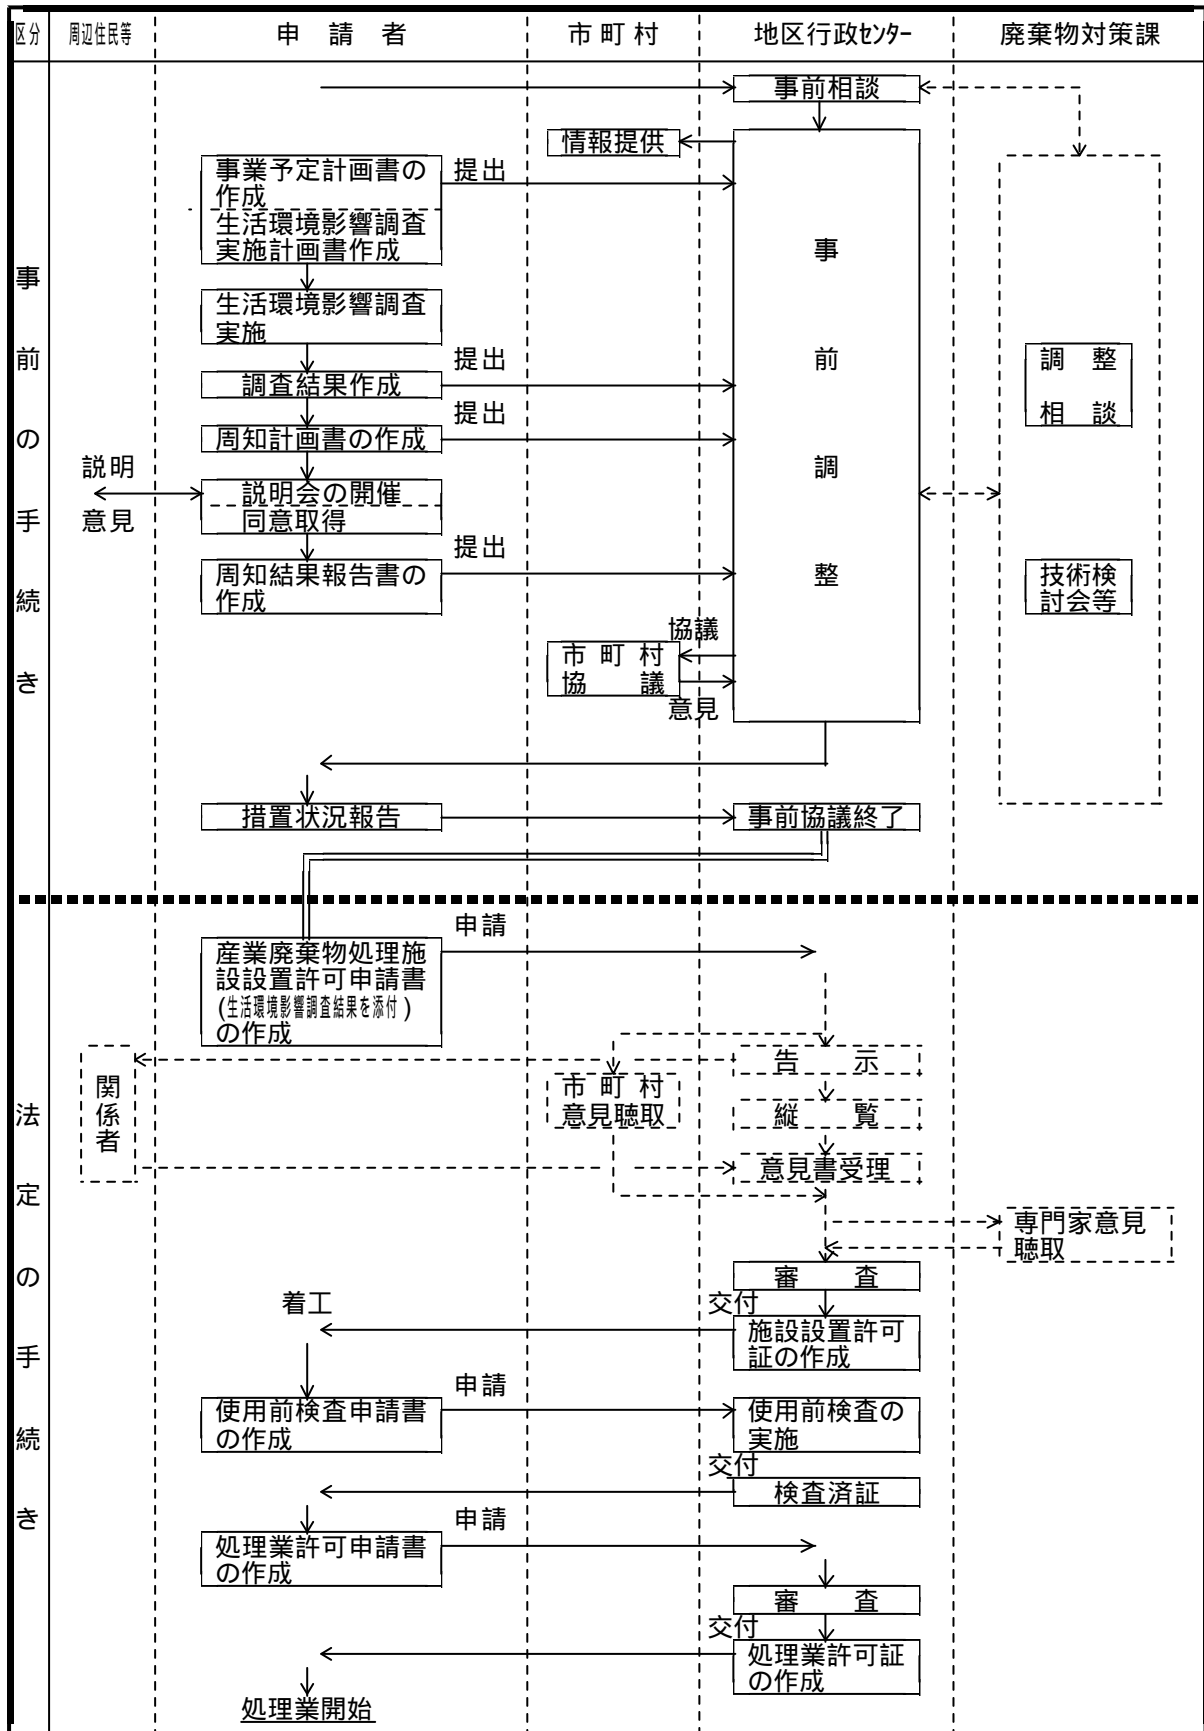 区分 周辺住民等 申 請 者 市 町 村 地区行政センター 廃棄物対策課
事前相談
情報提供
事業予定計画書の
作成
提出
生活環境影響調査
実施計画書作成
生活環境影響調査
実施
調査結果作成
提出
周知計画書の作成
提出
説明
意見
説明会の開催
同意取得
周知結果報告書の
作成
提出
事前調整
調 整
相 談
技術検
討会等
協議
市 町 村
協 議
意見
措置状況報告
事前協議終了
事前の手続き
申請
産業廃棄物処理施
設設置許可申請書
(生活環境影響調査結果を添付)
の作成
告 示
関係者
市 町 村
意見聴取
縦 覧
意見書受理
専門家意見
聴取
審 査
着工
交付
施設設置許可
証の作成
使用前検査申請書
の作成
申請
使用前検査の
実施
交付
検査済証
処理業許可申請書
の作成
申請
審 査
交付
処理業許可証
の作成
処理業開始
法定の手続き